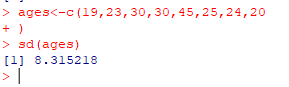 > ages<-c(19,23,30,30,45,25,24,20
+ )
> sd(ages)
[1] 8.315218
>